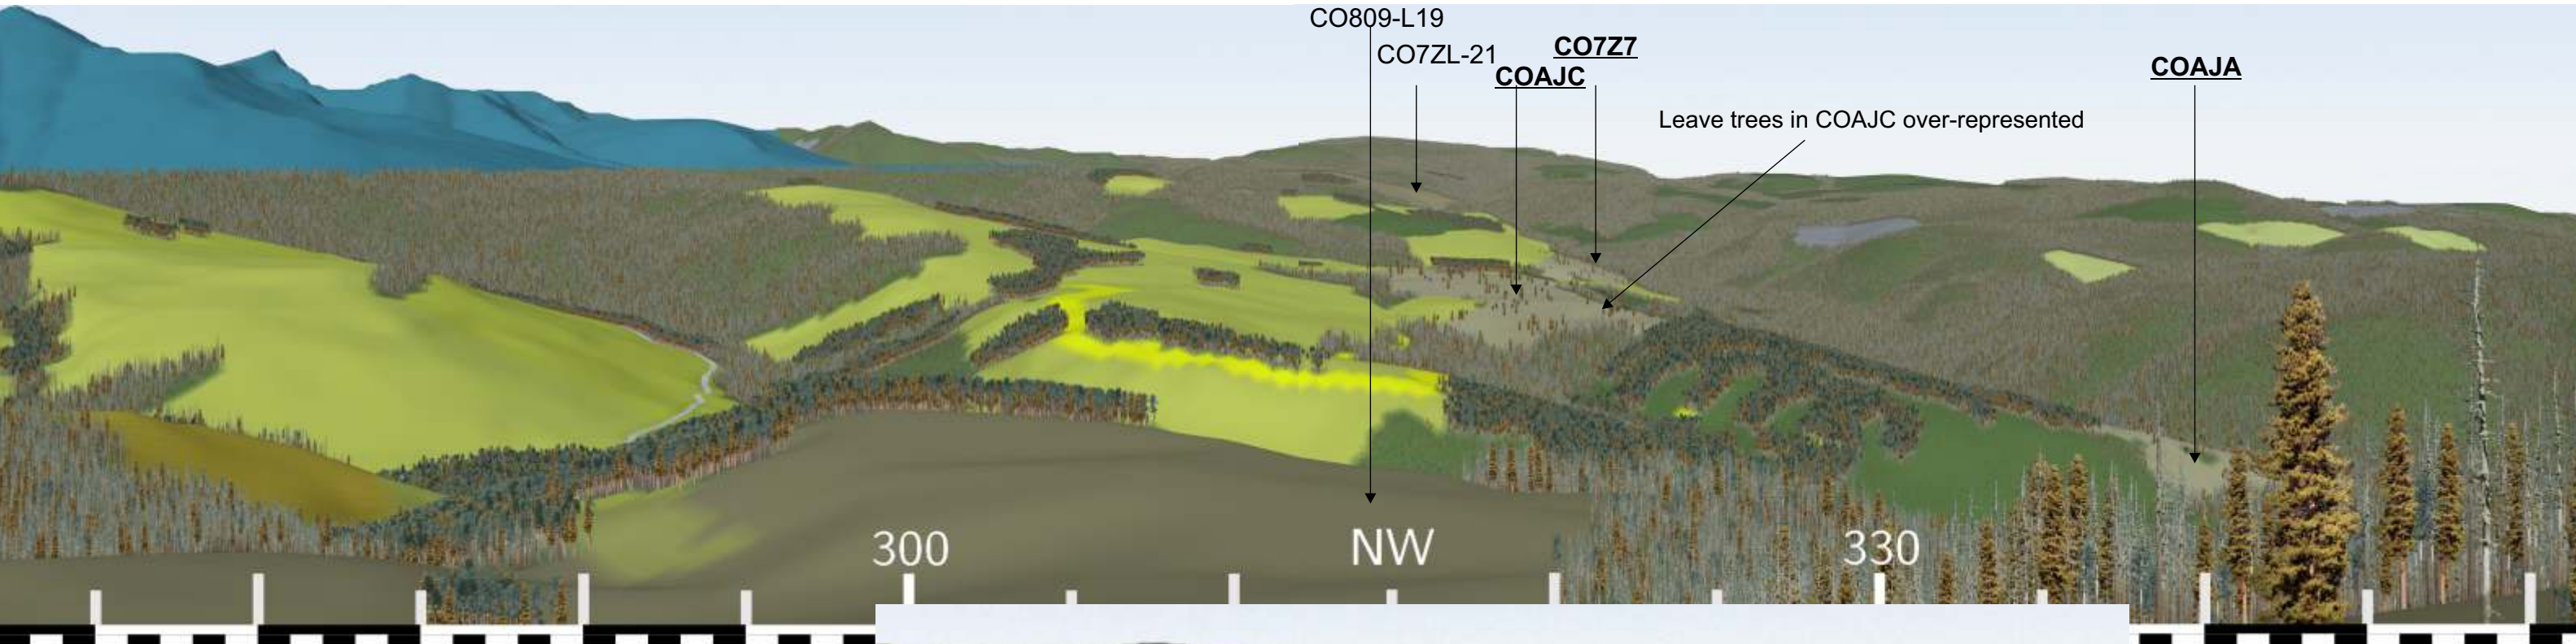 CO809-L19
CO7ZL-21
CO7Z7
COAJC
COAJA
Leave trees in COAJC over-represented
300
NW
330